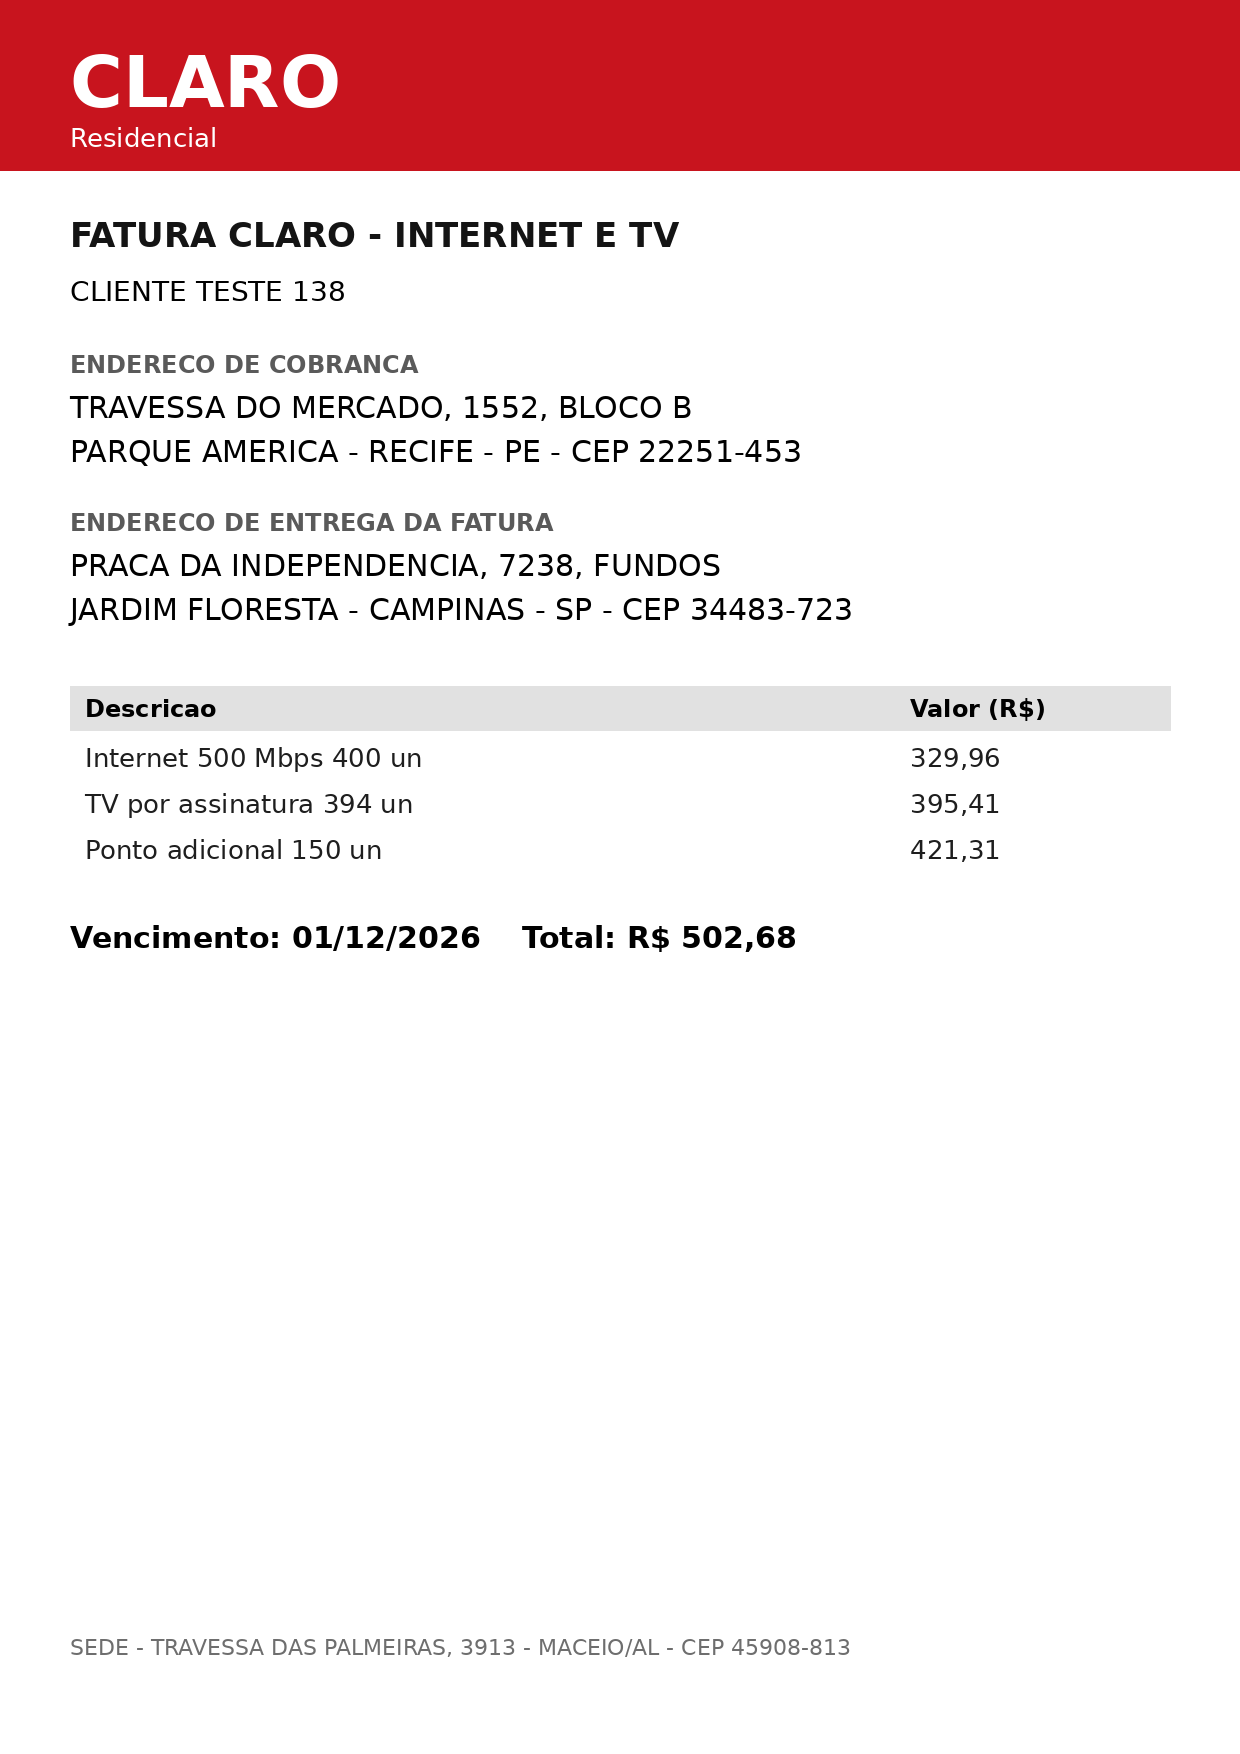 CLARO
Residencial
FATURA CLARO - INTERNET E TV
CLIENTE TESTE 138
ENDERECO DE COBRANCA
TRAVESSA DO MERCADO, 1552, BLOCO B
PARQUE AMERICA - RECIFE - PE - CEP 22251-453
ENDERECO DE ENTREGA DA FATURA
PRACA DA INDEPENDENCIA, 7238, FUNDOS
JARDIM FLORESTA - CAMPINAS - SP - CEP 34483-723
Descricao Valor (R$)
Internet 500 Mbps 400 un 329,96
TV por assinatura 394 un 395,41
Ponto adicional 150 un 421,31
Vencimento: 01/12/2026 Total: R$ 502,68
SEDE - TRAVESSA DAS PALMEIRAS, 3913 - MACEIO/AL - CEP 45908-813